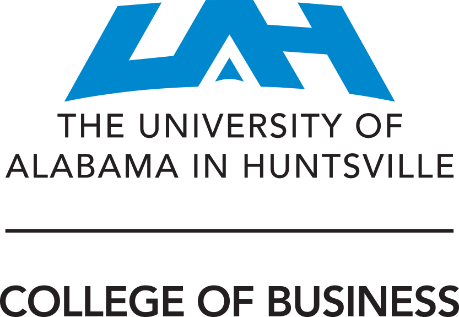 UAH
THE UNIVERSITY OF
ALABAMA IN HUNTSVILLE
COLLEGE OF BUSINESS